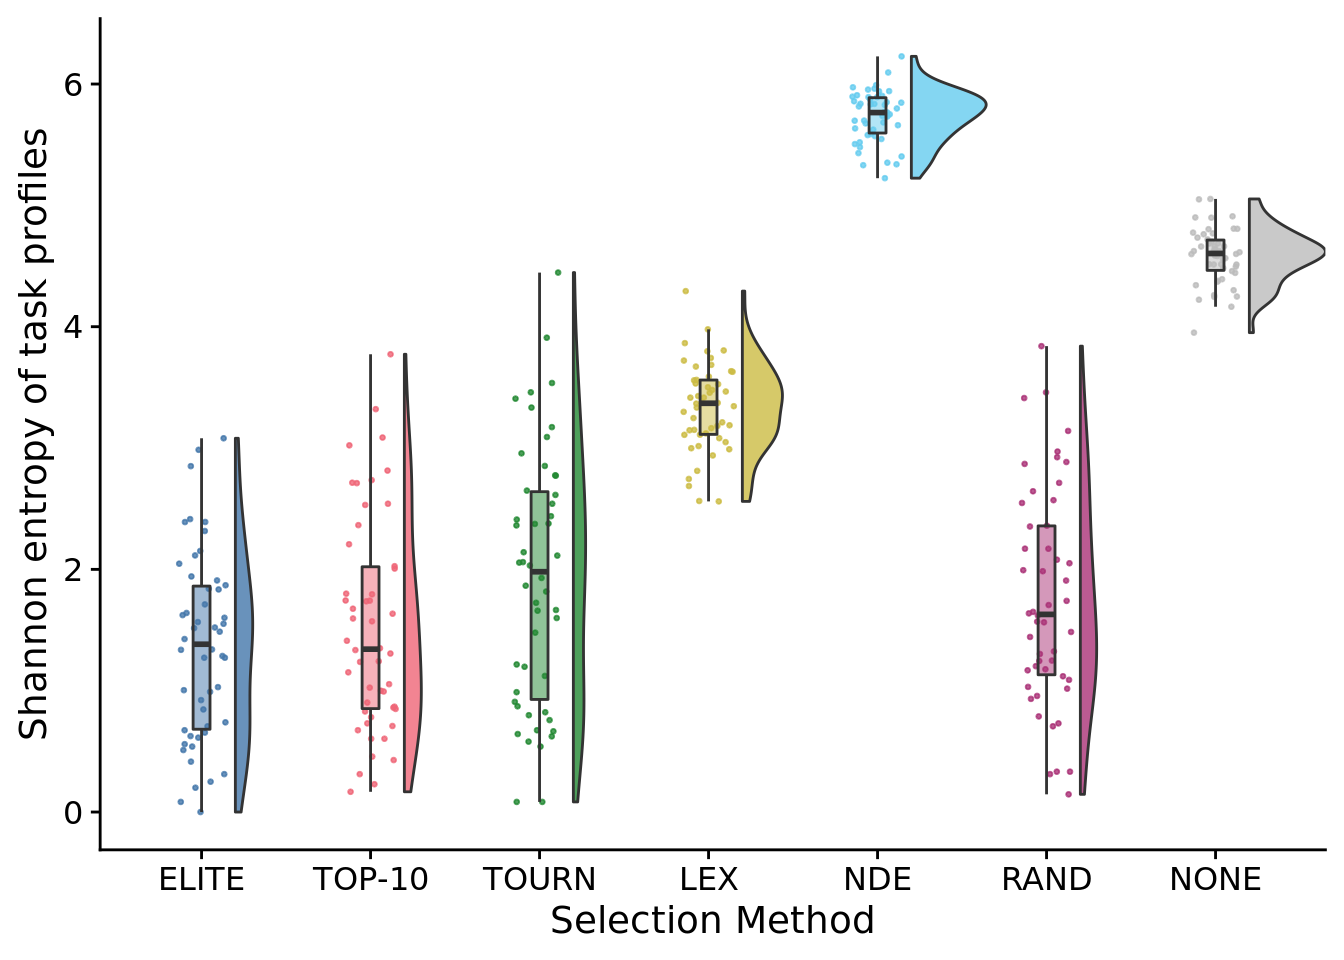 Shannon entropy of task profiles
6
4
2
0
ELITE TOP-10 TOURN LEX NDE RAND NONE
Selection Method